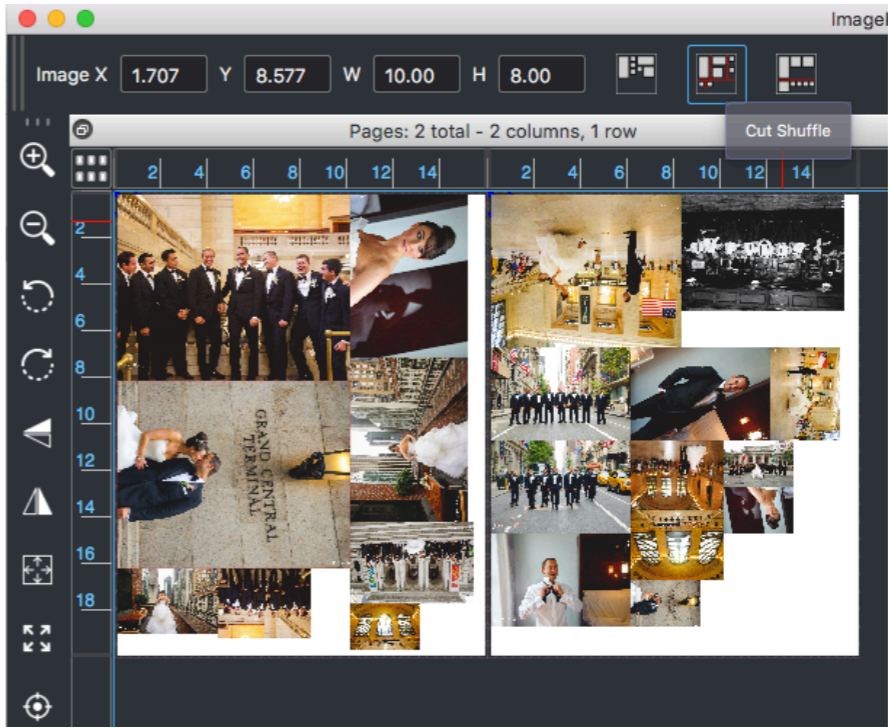 ImageI
Image X 1.707 Y 8.577 W 10.00 H 8.00
Pages: 2 total - 2 columns, 1 row
Cut Shuffle
2 4 6 8 10 12 14 2 4 6 8 10 12 14
2
4
6
8
10
12
14
16
18
GRAND CENTRAL
TERMINAL